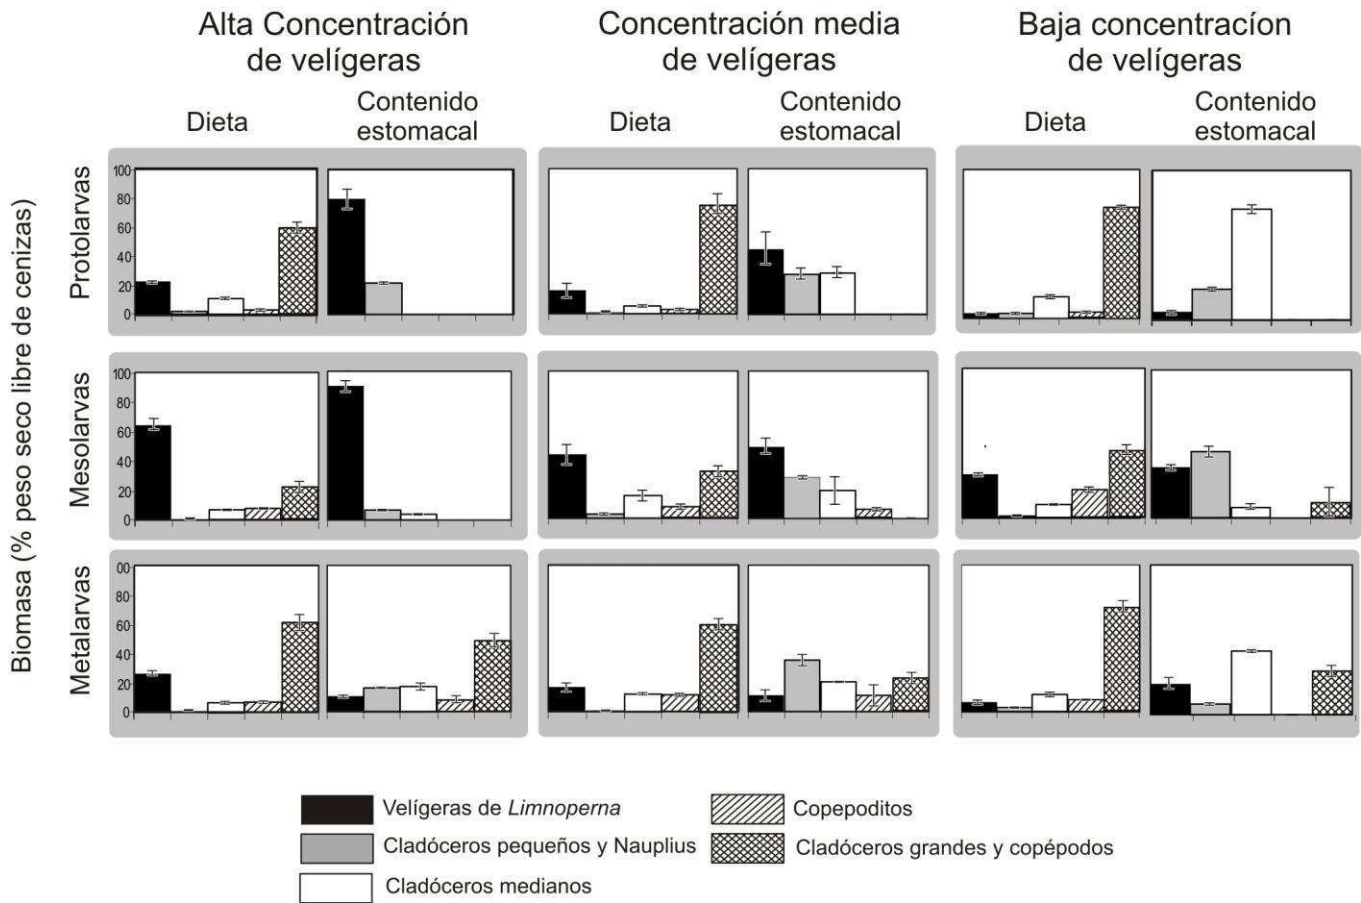 Alta Concentración
de velígeras
Concentración media
de velígeras
Baja concentracíon
de velígeras
Dieta
Contenido
estomacal
Dieta
Contenido
estomacal
Dieta
Contenido
estomacal
Biomasa (% peso seco libre de cenizas)
Protolarvas
100
80
60
40
20
0
Mesolarvas
100
80
60
40
20
0
Metalarvas
00
80
60
40
20
0
Velígeras de Limnoperna
Cladóceros pequeños y Nauplius
Cladóceros medianos
Copepoditos
Cladóceros grandes y copépodos